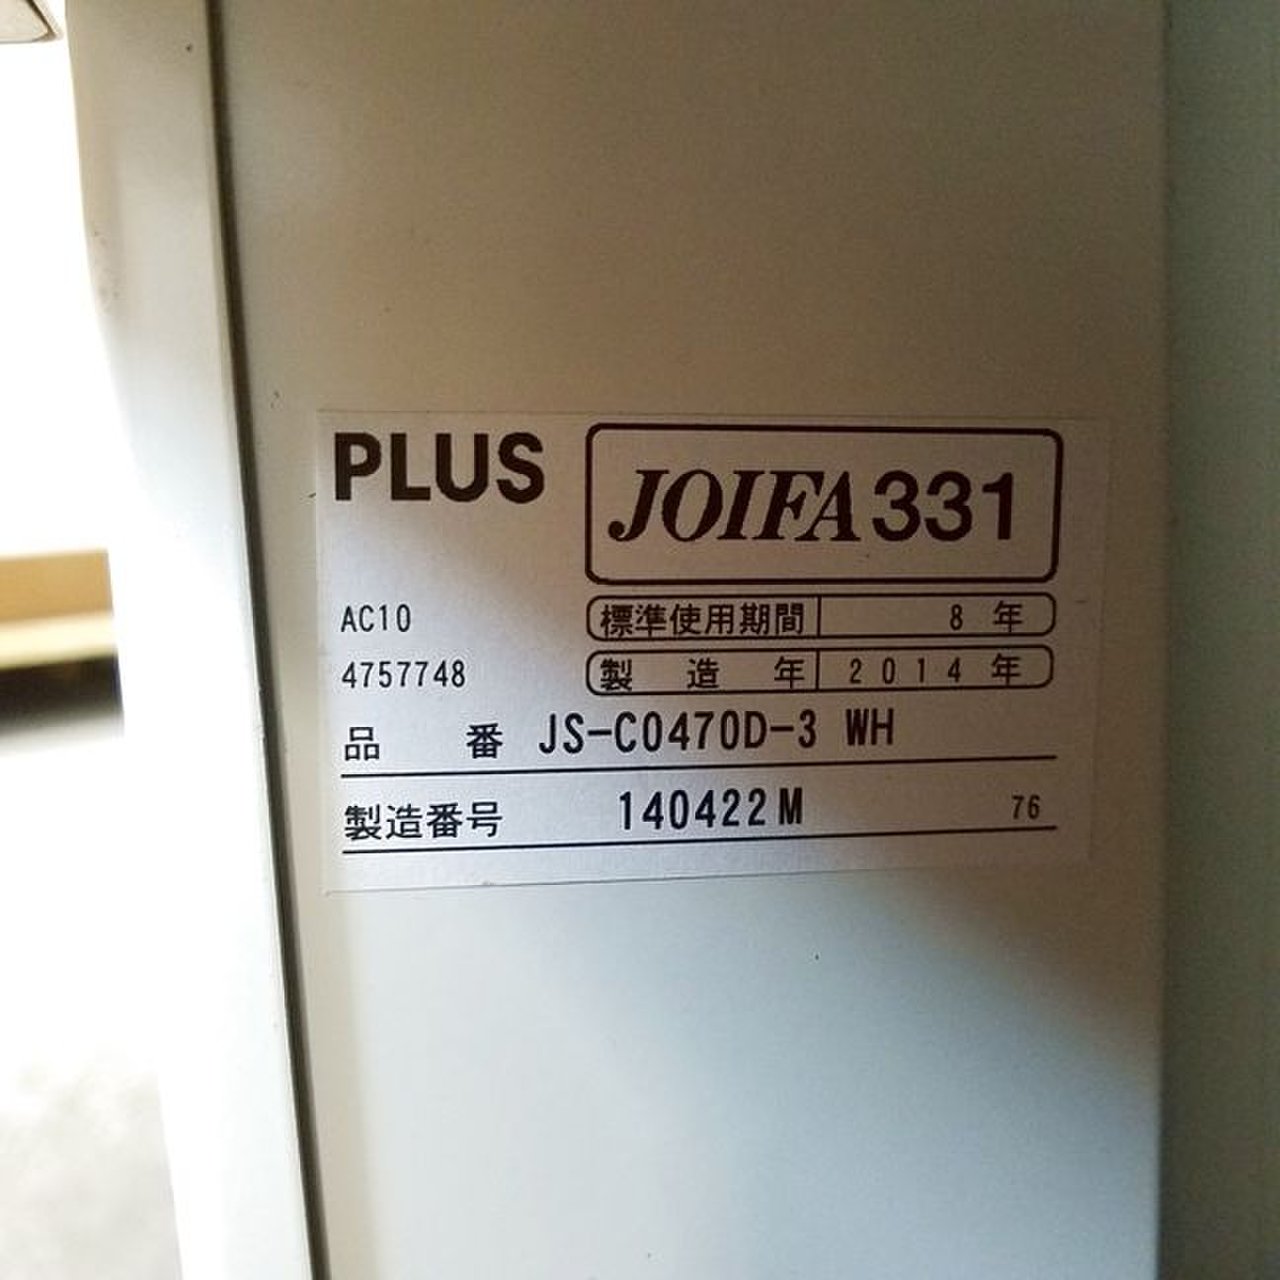 PLUS
JOIFA 331
AC10
標準使用期間 8 年
4757748
製造年 2014 年
品番 JS-C0470D-3 WH
製造番号 140422M 76